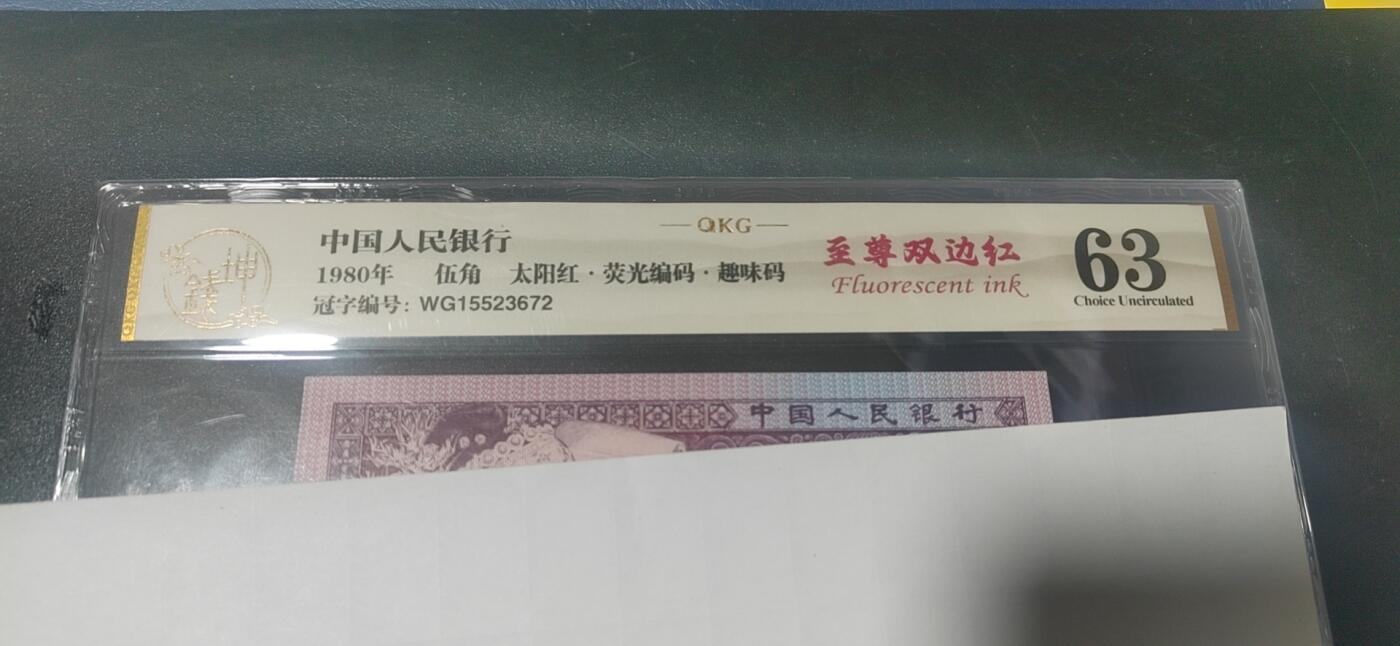 QKG
中国人民银行
1980年 伍角 太阳红·荧光编码·趣味码
冠字编号: WG15523672
至尊双边红
Fluorescent ink
63
Choice Uncirculated
中国人民银行